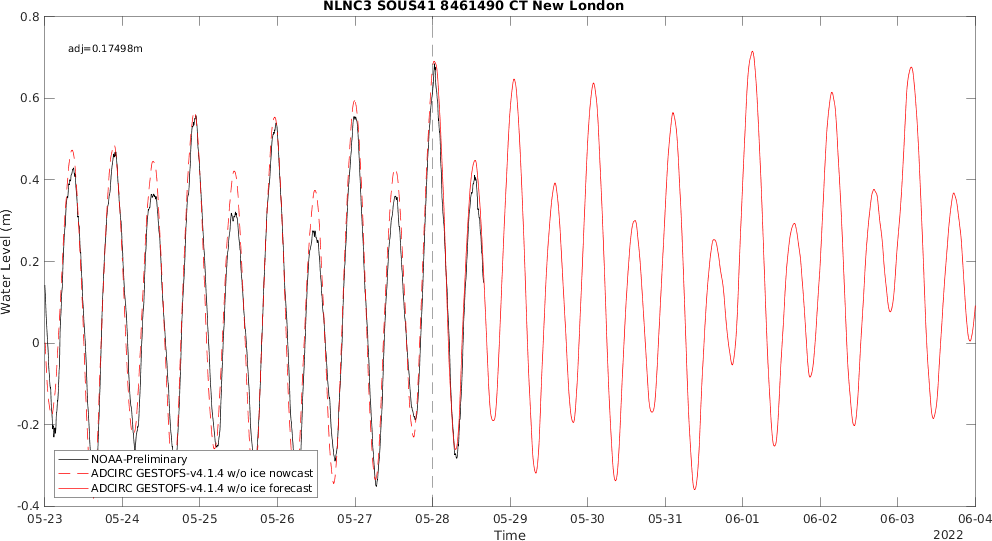 NLNC3 SOUS41 8461490 CT New London
adj=0.17498m
Water Level (m)
0.8
0.6
0.4
0.2
0
-0.2
-0.4
NOAA-Preliminary
ADCIRC GESTOFS-v4.1.4 w/o ice nowcast
ADCIRC GESTOFS-v4.1.4 w/o ice forecast
05-23 05-24 05-25 05-26 05-27 05-28 05-29 05-30 05-31 06-01 06-02 06-03 06-04
Time
2022